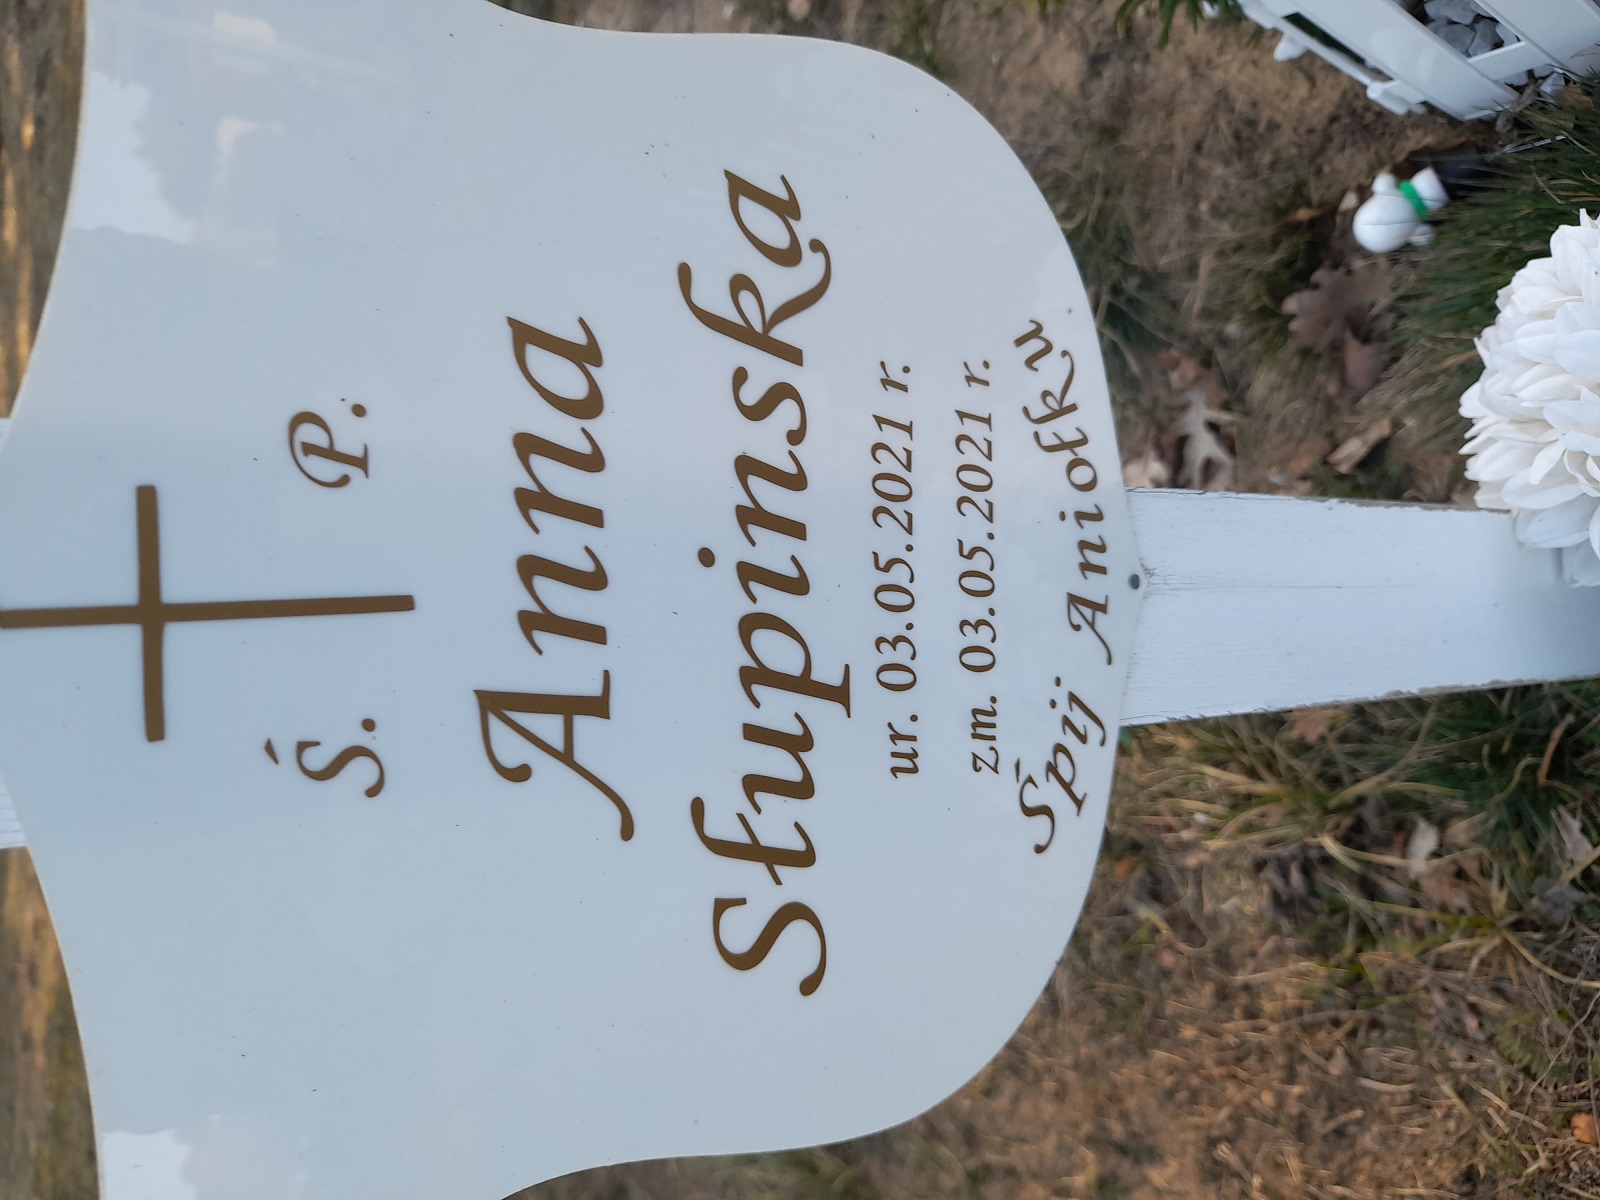 Ś. P.
Anna
Słupinska
ur. 03.05.2021 r.
zm. 03.05.2021 r.
Śpij Aniołku